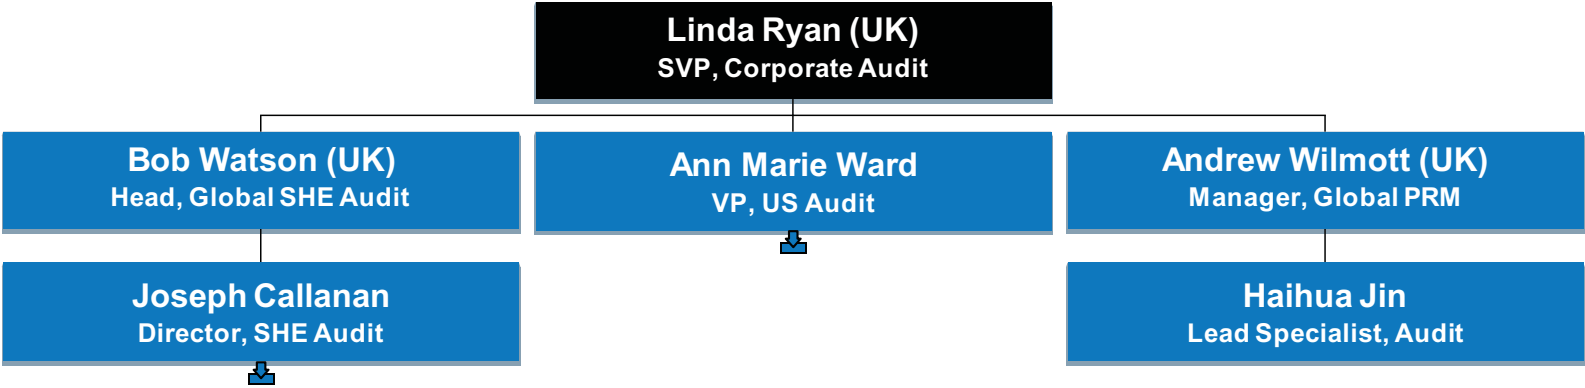 Linda Ryan (UK)
SVP, Corporate Audit
Bob Watson (UK)
Head, Global SHE Audit
Ann Marie Ward
VP, US Audit
Andrew Wilmott (UK)
Manager, Global PRM
Joseph Callanan
Director, SHE Audit
Haihua Jin
Lead Specialist, Audit